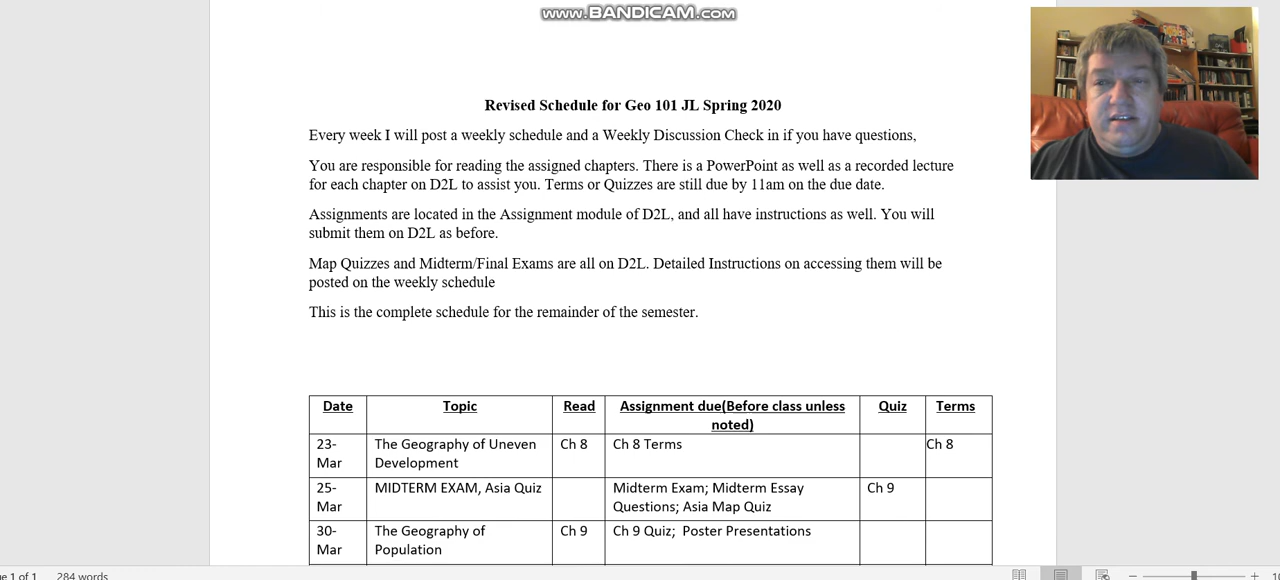 www.BANDICAM.com
Revised Schedule for Geo 101 JL Spring 2020
Every week I will post a weekly schedule and a Weekly Discussion Check in if you have questions,
You are responsible for reading the assigned chapters. There is a PowerPoint as well as a recorded lecture
for each chapter on D2L to assist you. Terms or Quizzes are still due by 11am on the due date.
Assignments are located in the Assignment module of D2L, and all have instructions as well. You will
submit them on D2L as before.
Map Quizzes and Midterm/Final Exams are all on D2L. Detailed Instructions on accessing them will be
posted on the weekly schedule
This is the complete schedule for the remainder of the semester.
Date Topic Read Assignment due(Before class unless Quiz Terms
noted)
23- The Geography of Uneven Ch 8 Ch 8 Terms Ch 8
Mar Development
25- MIDTERM EXAM, Asia Quiz Midterm Exam; Midterm Essay Ch 9
Mar Questions; Asia Map Quiz
30- The Geography of Ch 9 Ch 9 Quiz; Poster Presentations
Mar Population
1 of 1 284 words